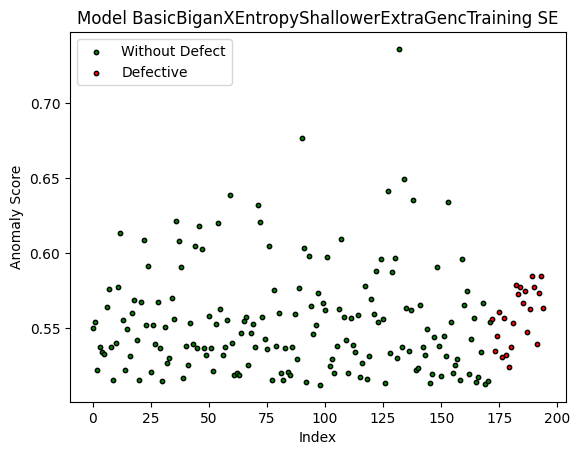 Model BasicBiganXEntropyShallowerExtraGencTraining SE
Without Defect
Defective
Anomaly Score
0.70
0.65
0.60
0.55
0 25 50 75 100 125 150 175 200
Index